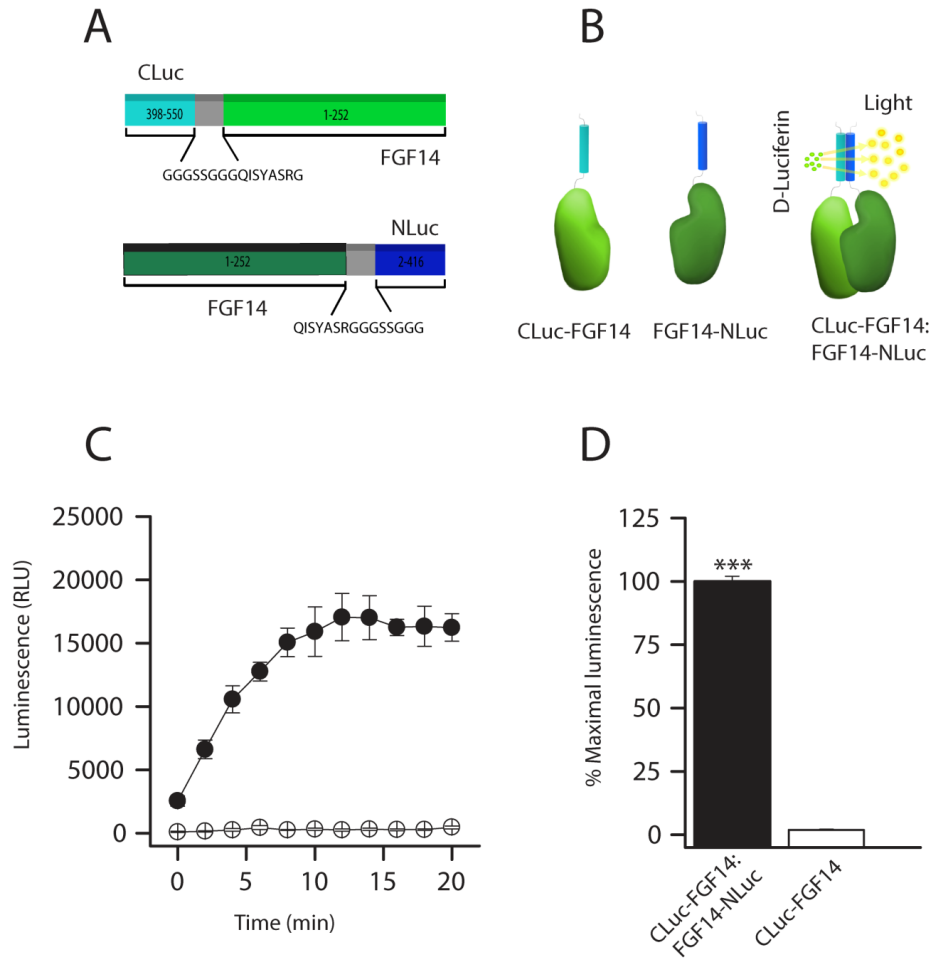 A
CLuc
398-550
1-252
FGF14
GGGSSGGGQISYASRG
NLuc
1-252
2-416
FGF14
QISYASRGGGSSGGG
B
D-Luciferin
Light
CLuc-FGF14
FGF14-NLuc
CLuc-FGF14:
FGF14-NLuc
C
Luminescence (RLU)
25000
20000
15000
10000
5000
0
0
5
10
15
20
Time (min)
D
% Maximal luminescence
125
100
75
50
25
0
***
CLuc-FGF14:
FGF14-NLuc
CLuc-FGF14